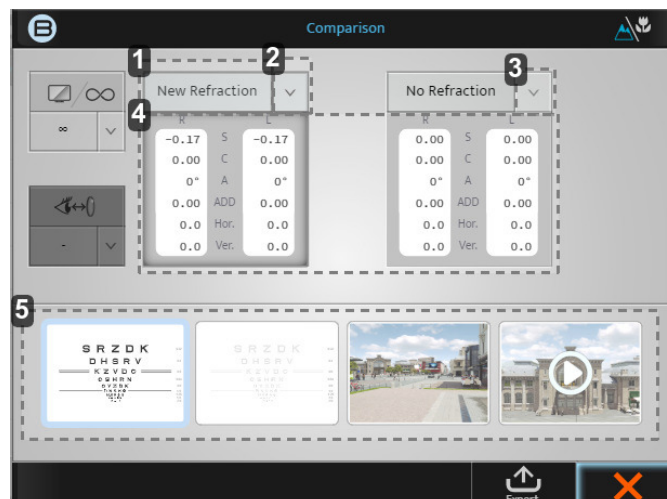 B
Comparison
1
2
3
New Refraction
No Refraction
4
R L
R L
∞
∞
-0.17 S -0.17
0.00 S 0.00
0.00 C 0.00
0.00 C 0.00
0° A 0°
0° A 0°
0.00 ADD 0.00
0.00 ADD 0.00
0.0 Hor. 0.0
0.0 Hor. 0.0
-
0.0 Ver. 0.0
0.0 Ver. 0.0
5
S R Z D K
D H S R V
K Z V D C
S R Z D K
D H S R V
K Z V D C
Export